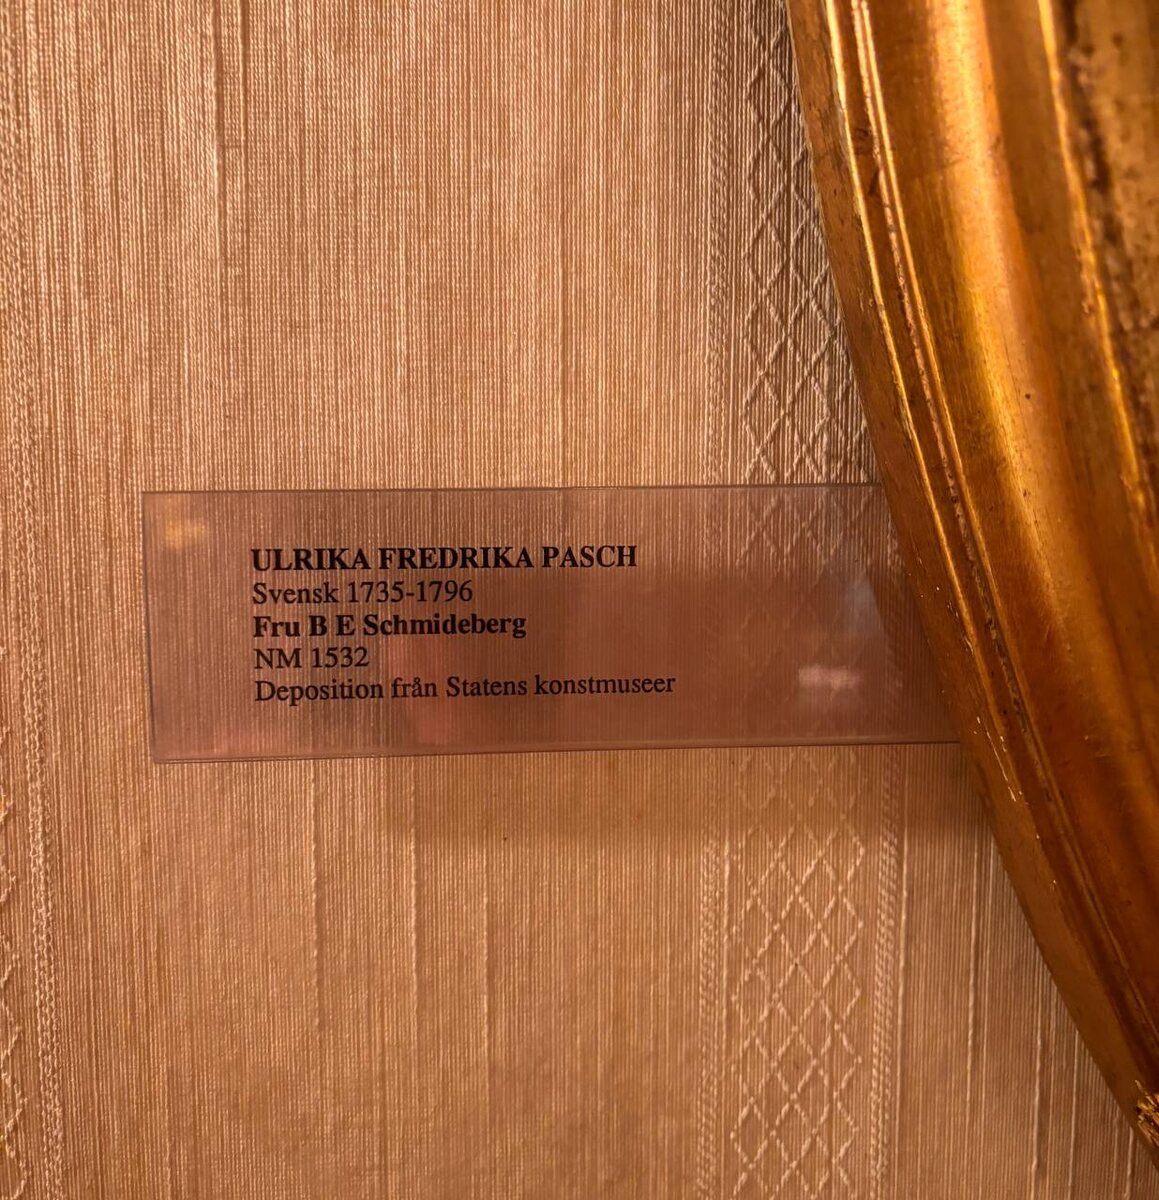 ULRIKA FREDRIKA PASCH
Svensk 1735-1796
Fru B E Schmideberg
NM 1532
Deposition från Statens konstmuseer